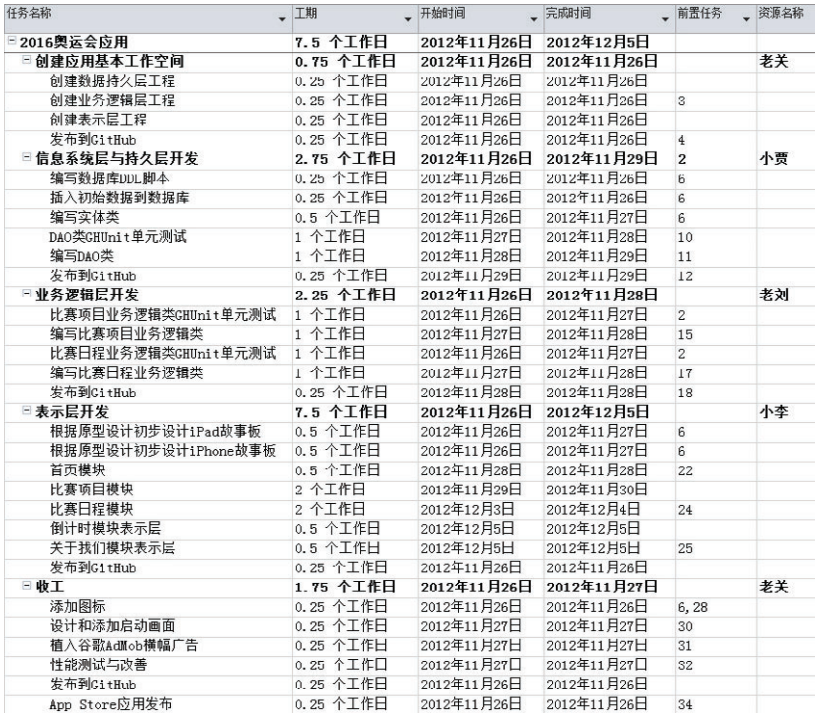 任务名称 工期 开始时间 完成时间 前置任务 资源名称
2016奥运会应用 7.5 个工作日 2012年11月26日 2012年12月5日
创建应用基本工作空间 0.75 个工作日 2012年11月26日 2012年11月26日 老关
创建数据持久层工程 0.25 个工作日 2012年11月26日 2012年11月26日
创建业务逻辑层工程 0.25 个工作日 2012年11月26日 2012年11月26日 3
创建表示层工程 0.25 个工作日 2012年11月26日 2012年11月26日
发布到GitHub 0.25 个工作日 2012年11月26日 2012年11月26日 4
信息系统层与持久层开发 2.75 个工作日 2012年11月26日 2012年11月29日 2 小贾
编写数据库DDL脚本 0.25 个工作日 2012年11月26日 2012年11月26日 6
插入初始数据到数据库 0.25 个工作日 2012年11月26日 2012年11月26日 6
编写实体类 0.5 个工作日 2012年11月26日 2012年11月27日 6
DAO类GHUnit单元测试 1 个工作日 2012年11月27日 2012年11月28日 10
编写DAO类 1 个工作日 2012年11月28日 2012年11月29日 11
发布到GitHub 0.25 个工作日 2012年11月29日 2012年11月29日 12
业务逻辑层开发 2.25 个工作日 2012年11月26日 2012年11月28日 老刘
比赛项目业务逻辑类GHUnit单元测试 1 个工作日 2012年11月26日 2012年11月27日 2
编写比赛项目业务逻辑类 1 个工作日 2012年11月27日 2012年11月28日 15
比赛日程业务逻辑类GHUnit单元测试 1 个工作日 2012年11月26日 2012年11月27日 2
编写比赛日程业务逻辑类 1 个工作日 2012年11月27日 2012年11月28日 17
发布到GitHub 0.25 个工作日 2012年11月28日 2012年11月28日 18
表示层开发 7.5 个工作日 2012年11月26日 2012年12月5日 小李
根据原型设计初步设计iPad故事板 0.5 个工作日 2012年11月26日 2012年11月27日 6
根据原型设计初步设计iPhone故事板 0.5 个工作日 2012年11月26日 2012年11月27日 6
首页模块 0.5 个工作日 2012年11月28日 2012年11月28日 22
比赛项目模块 2 个工作日 2012年11月29日 2012年11月30日
比赛日程模块 2 个工作日 2012年12月3日 2012年12月4日 24
倒计时模块表示层 0.5 个工作日 2012年12月5日 2012年12月5日
关于我们模块表示层 0.5 个工作日 2012年12月5日 2012年12月5日 25
发布到GitHub 0.25 个工作日 2012年11月26日 2012年11月26日
收工 1.75 个工作日 2012年11月26日 2012年11月27日 老关
添加图标 0.25 个工作日 2012年11月26日 2012年11月26日 6,28
设计和添加启动画面 0.25 个工作日 2012年11月27日 2012年11月27日 30
植入谷歌AdMob横幅广告 0.25 个工作日 2012年11月27日 2012年11月27日 31
性能测试与改善 0.25 个工作日 2012年11月27日 2012年11月27日 32
发布到GitHub 0.25 个工作日 2012年11月26日 2012年11月26日
App Store应用发布 0.25 个工作日 2012年11月26日 2012年11月26日 34